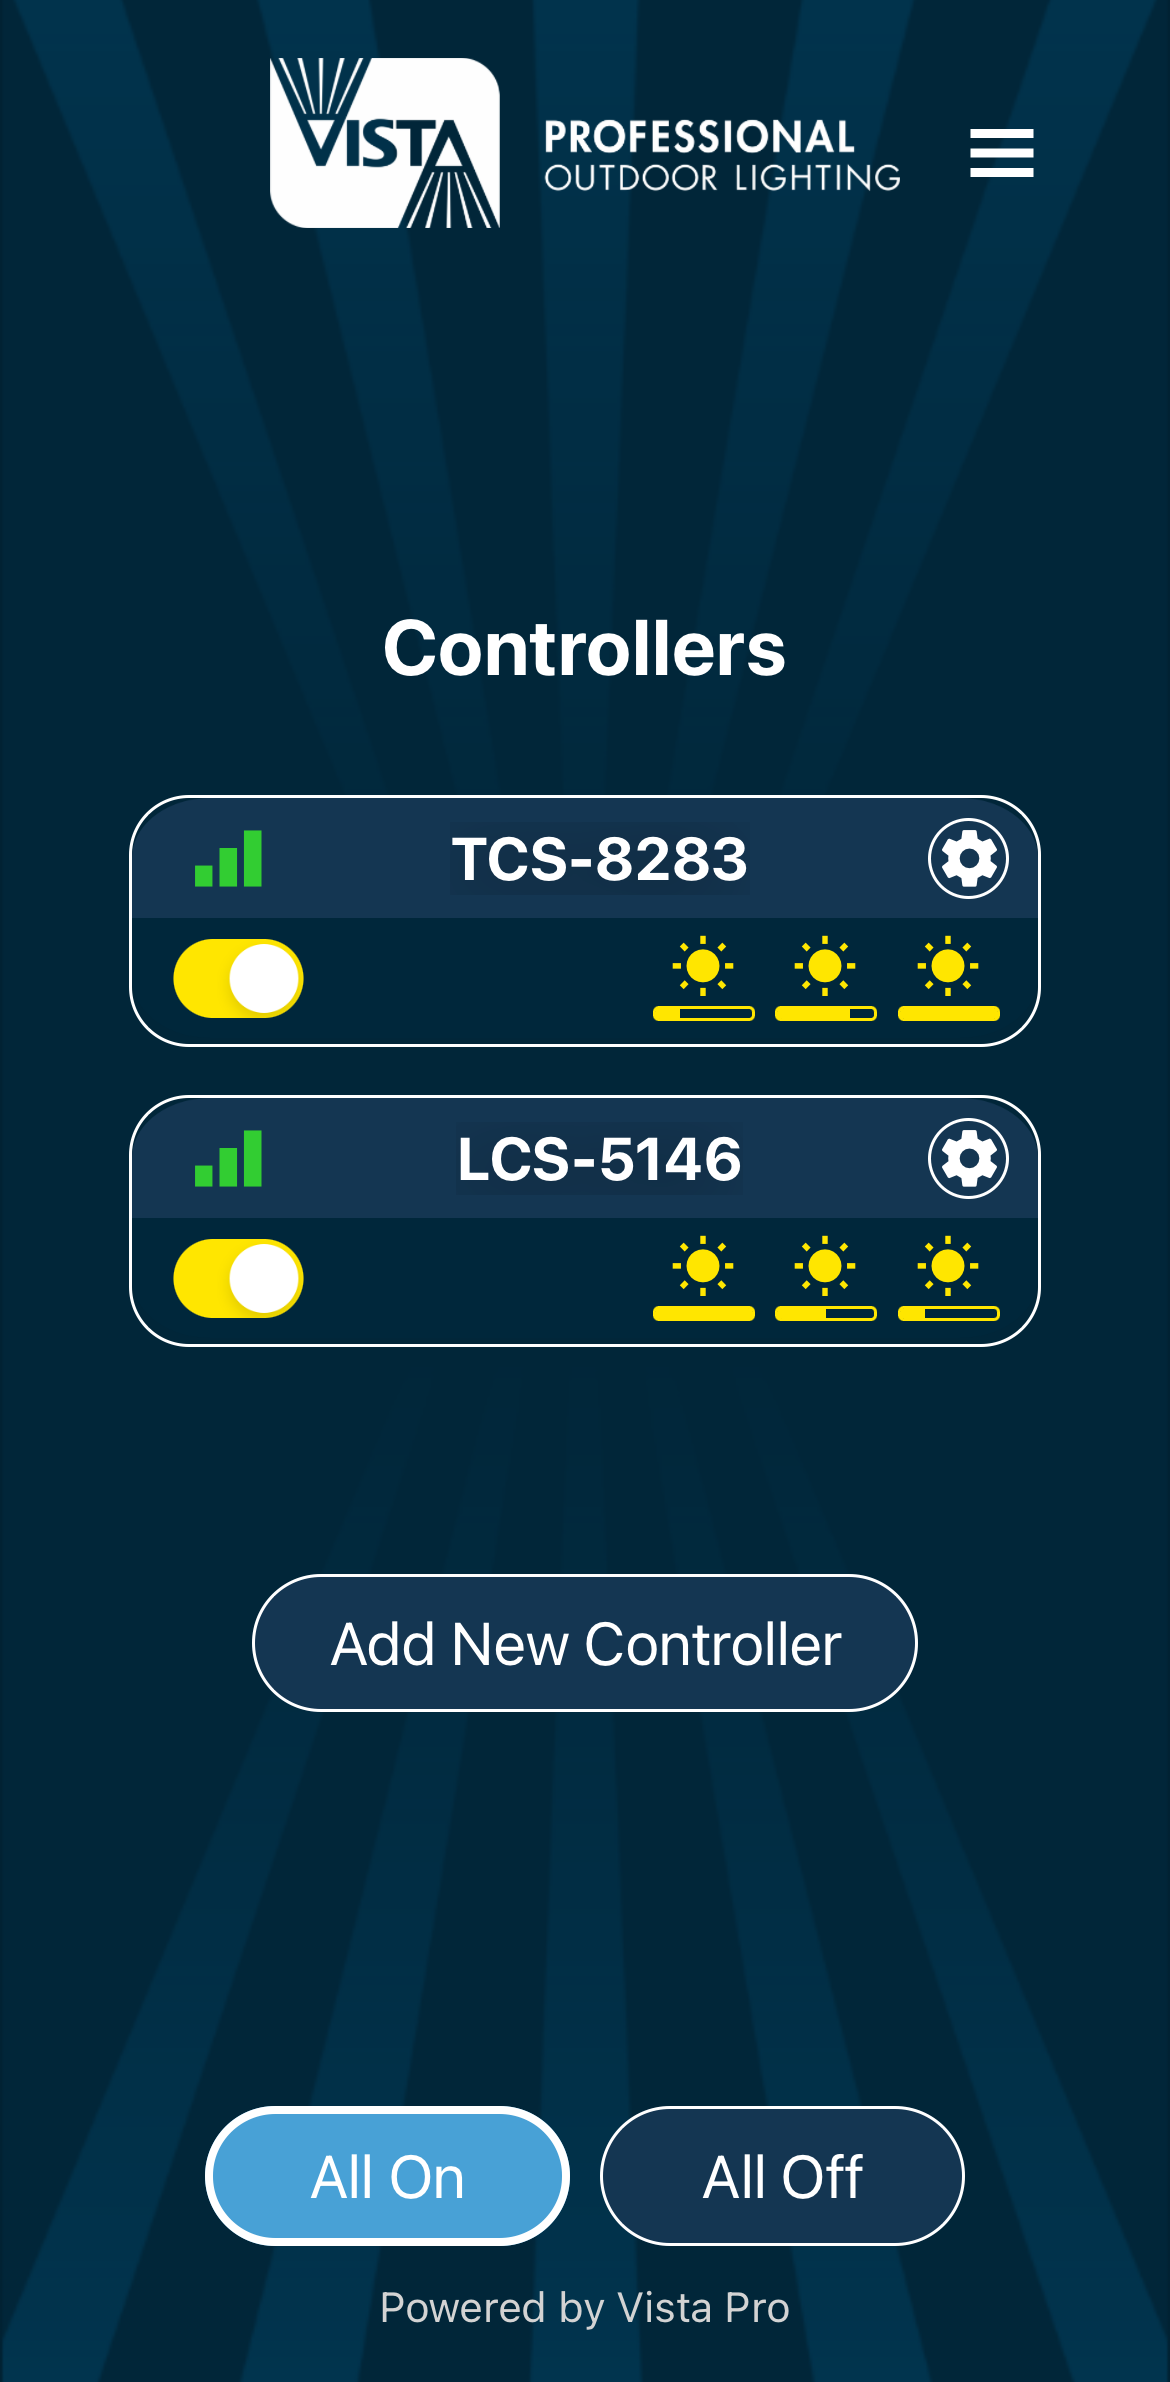 VISTA
PROFESSIONAL
OUTDOOR LIGHTING
Controllers
TCS-8283
LCS-5146
Add New Controller
All On
All Off
Powered by Vista Pro